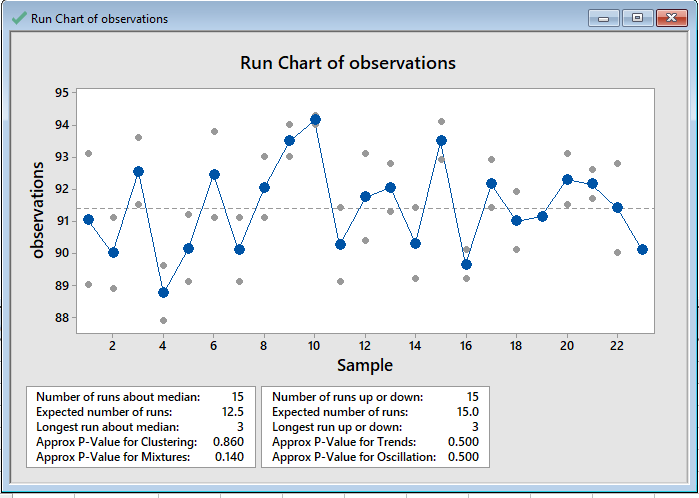 Run Chart of observations
Run Chart of observations
95
94
93
92
91
90
89
88
observations
2 4 6 8 10 12 14 16 18 20 22
Sample
Number of runs about median: 15
Expected number of runs: 12.5
Longest run about median: 3
Approx P-Value for Clustering: 0.860
Approx P-Value for Mixtures: 0.140
Number of runs up or down: 15
Expected number of runs: 15.0
Longest run up or down: 3
Approx P-Value for Trends: 0.500
Approx P-Value for Oscillation: 0.500